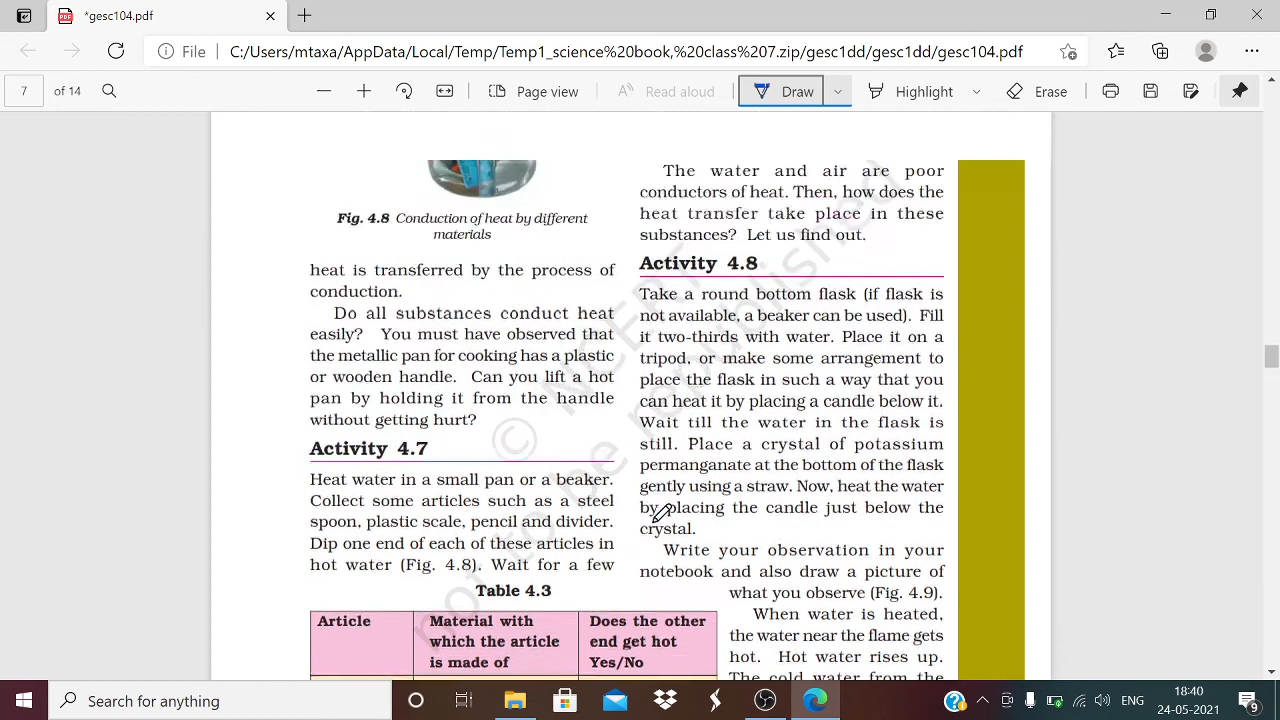 *gesc104.pdf
File
C:/Users/mtaxa/AppData/Local/Temp/Temp1_science%20book,%20class%207.zip/gesc1dd/gesc1dd/gesc104.pdf
7 of 14
Page view
Read aloud
Draw
Highlight
Erase
Fig. 4.8 Conduction of heat by different
materials
heat is transferred by the process of
conduction.
Do all substances conduct heat
easily? You must have observed that
the metallic pan for cooking has a plastic
or wooden handle. Can you lift a hot
pan by holding it from the handle
without getting hurt?
Activity 4.7
Heat water in a small pan or a beaker.
Collect some articles such as a steel
spoon, plastic scale, pencil and divider.
Dip one end of each of these articles in
hot water (Fig. 4.8). Wait for a few
The water and air are poor
conductors of heat. Then, how does the
heat transfer take place in these
substances? Let us find out.
Activity 4.8
Take a round bottom flask (if flask is
not available, a beaker can be used). Fill
it two-thirds with water. Place it on a
tripod, or make some arrangement to
place the flask in such a way that you
can heat it by placing a candle below it.
Wait till the water in the flask is
still. Place a crystal of potassium
permanganate at the bottom of the flask
gently using a straw. Now, heat the water
by placing the candle just below the
crystal.
Write your observation in your
notebook and also draw a picture of
what you observe (Fig. 4.9).
When water is heated,
the water near the flame gets
hot. Hot water rises up.
The cold water from the
Table 4.3
Article
Material with
which the article
is made of
Does the other
end get hot
Yes/No
© NCERT
not to be republished
Search for anything
ENG
18:40
24-05-2021
9